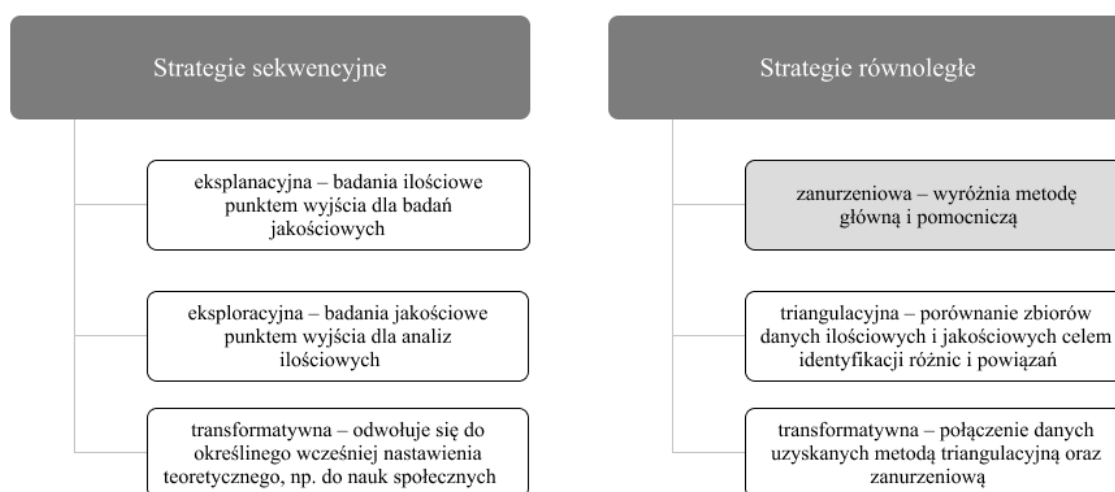 Strategie sekwencyjne
eksplanacyjna – badania ilościowe
punktem wyjścia dla badań
jakościowych
eksploracyjna – badania jakościowe
punktem wyjścia dla analiz
ilościowych
transformatywna – odwołuje się do
określinego wcześniej nastawienia
teoretycznego, np. do nauk społecznych
Strategie równoległe
zanurzeniowa – wyróżnia metodę
główną i pomocniczą
triangulacyjna – porównanie zbiorów
danych ilościowych i jakościowych celem
identyfikacji różnic i powiązań
transformatywna – połączenie danych
uzyskanych metodą triangulacyjną oraz
zanurzeniową